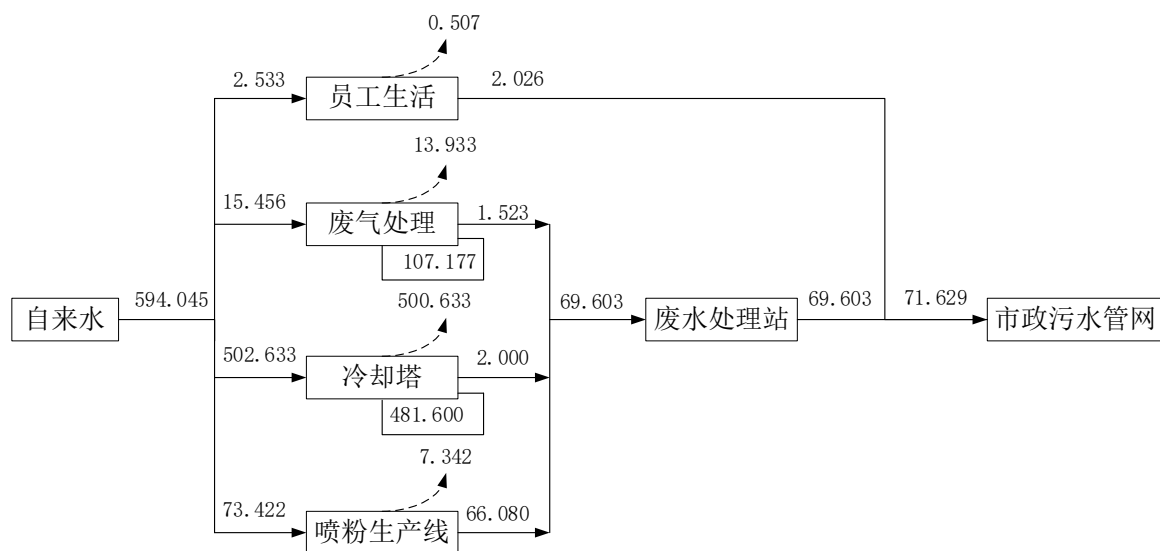 0.507
2.533
员工生活
2.026
13.933
15.456
废气处理
1.523
107.177
自来水
594.045
500.633
69.603
废水处理站
69.603
71.629
市政污水管网
502.633
冷却塔
2.000
481.600
7.342
73.422
喷粉生产线
66.080